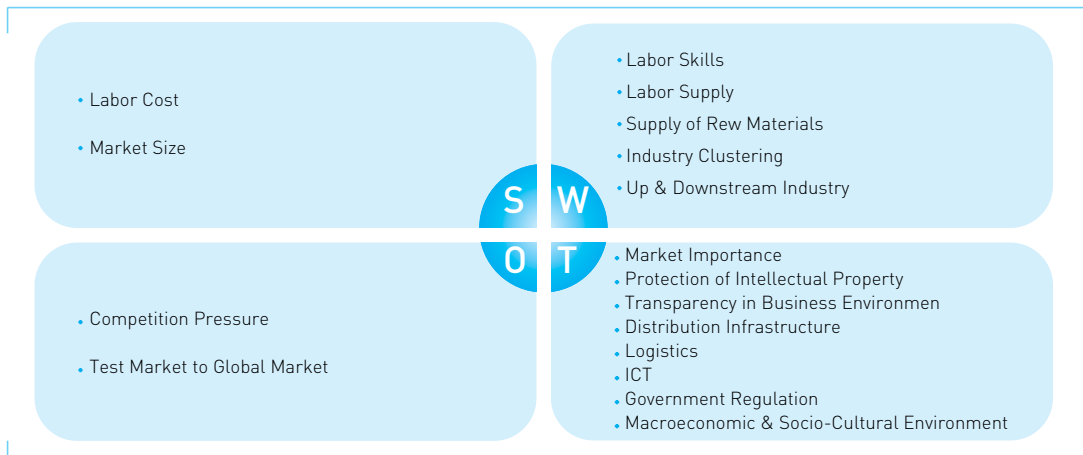 • Labor Cost
• Market Size
• Labor Skills
• Labor Supply
• Supply of Rew Materials
• Industry Clustering
• Up & Downstream Industry
S W
O T
• Competition Pressure
• Test Market to Global Market
• Market Importance
• Protection of Intellectual Property
• Transparency in Business Environmen
• Distribution Infrastructure
• Logistics
• ICT
• Government Regulation
• Macroeconomic & Socio-Cultural Environment